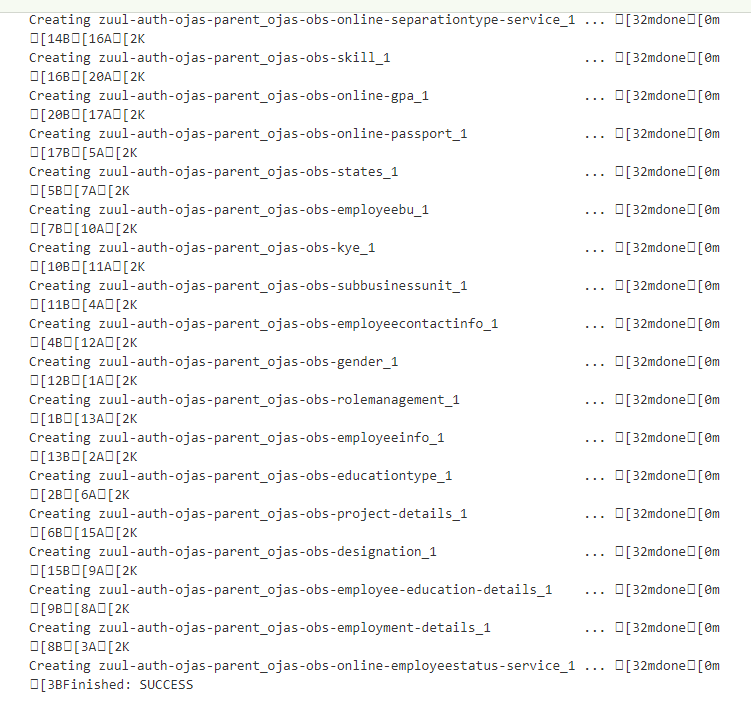 Creating zuul-auth-ojas-parent_ojas-obs-online-separationtype-service_1 ... □[32mdone□[0m
□[14B□[16A□[2K
Creating zuul-auth-ojas-parent_ojas-obs-skill_1 ... □[32mdone□[0m
□[16B□[20A□[2K
Creating zuul-auth-ojas-parent_ojas-obs-online-gpa_1 ... □[32mdone□[0m
□[20B□[17A□[2K
Creating zuul-auth-ojas-parent_ojas-obs-online-passport_1 ... □[32mdone□[0m
□[17B□[5A□[2K
Creating zuul-auth-ojas-parent_ojas-obs-states_1 ... □[32mdone□[0m
□[5B□[7A□[2K
Creating zuul-auth-ojas-parent_ojas-obs-employeebu_1 ... □[32mdone□[0m
□[7B□[10A□[2K
Creating zuul-auth-ojas-parent_ojas-obs-kye_1 ... □[32mdone□[0m
□[10B□[11A□[2K
Creating zuul-auth-ojas-parent_ojas-obs-subbusinessunit_1 ... □[32mdone□[0m
□[11B□[4A□[2K
Creating zuul-auth-ojas-parent_ojas-obs-employeecontactinfo_1 ... □[32mdone□[0m
□[4B□[12A□[2K
Creating zuul-auth-ojas-parent_ojas-obs-gender_1 ... □[32mdone□[0m
□[12B□[1A□[2K
Creating zuul-auth-ojas-parent_ojas-obs-rolemanagement_1 ... □[32mdone□[0m
□[1B□[13A□[2K
Creating zuul-auth-ojas-parent_ojas-obs-employeeinfo_1 ... □[32mdone□[0m
□[13B□[2A□[2K
Creating zuul-auth-ojas-parent_ojas-obs-educationtype_1 ... □[32mdone□[0m
□[2B□[6A□[2K
Creating zuul-auth-ojas-parent_ojas-obs-project-details_1 ... □[32mdone□[0m
□[6B□[15A□[2K
Creating zuul-auth-ojas-parent_ojas-obs-designation_1 ... □[32mdone□[0m
□[15B□[9A□[2K
Creating zuul-auth-ojas-parent_ojas-obs-employee-education-details_1 ... □[32mdone□[0m
□[9B□[8A□[2K
Creating zuul-auth-ojas-parent_ojas-obs-employment-details_1 ... □[32mdone□[0m
□[8B□[3A□[2K
Creating zuul-auth-ojas-parent_ojas-obs-online-employeestatus-service_1 ... □[32mdone□[0m
□[3BFinished: SUCCESS